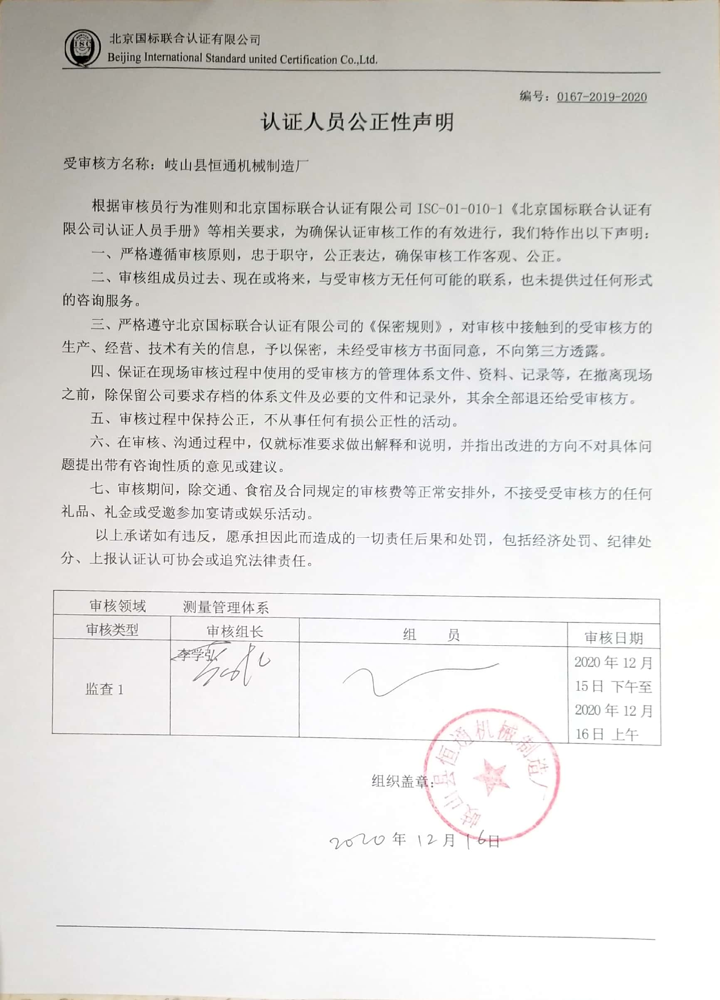 ISC
北京国标联合认证有限公司
Beijing International Standard united Certification Co.,Ltd.
编号：0167-2019-2020
认证人员公正性声明
受审核方名称：岐山县恒通机械制造厂
根据审核员行为准则和北京国标联合认证有限公司 ISC-01-010-1《北京国标联合认证有
限公司认证人员手册》等相关要求，为确保认证审核工作的有效进行，我们特作出以下声明：
一、严格遵循审核原则，忠于职守，公正表达，确保审核工作客观、公正。
二、审核组成员过去、现在或将来，与受审核方无任何可能的联系，也未提供过任何形式
的咨询服务。
三、严格遵守北京国标联合认证有限公司的《保密规则》，对审核中接触到的受审核方的
生产、经营、技术有关的信息，予以保密，未经受审核方书面同意，不向第三方透露。
四、保证在现场审核过程中使用的受审核方的管理体系文件、资料、记录等，在撤离现场
之前，除保留公司要求存档的体系文件及必要的文件和记录外，其余全部退还给受审核方。
五、审核过程中保持公正，不从事任何有损公正性的活动。
六、在审核、沟通过程中，仅就标准要求做出解释和说明，并指出改进的方向不对具体问
题提出带有咨询性质的意见或建议。
七、审核期间，除交通、食宿及合同规定的审核费等正常安排外，不接受受审核方的任何
礼品、礼金或受邀参加宴请或娱乐活动。
以上承诺如有违反，愿承担因此而造成的一切责任后果和处罚，包括经济处罚、纪律处
分、上报认证认可协会或追究法律责任。
审核领域 测量管理体系
审核类型 审核组长 组 员 审核日期
监查 1
李学弘
2020 年 12 月
15 日 下午至
2020 年 12 月
16 日 上午
组织盖章：
岐山县恒通机械制造厂
2020 年 12 月 16 日